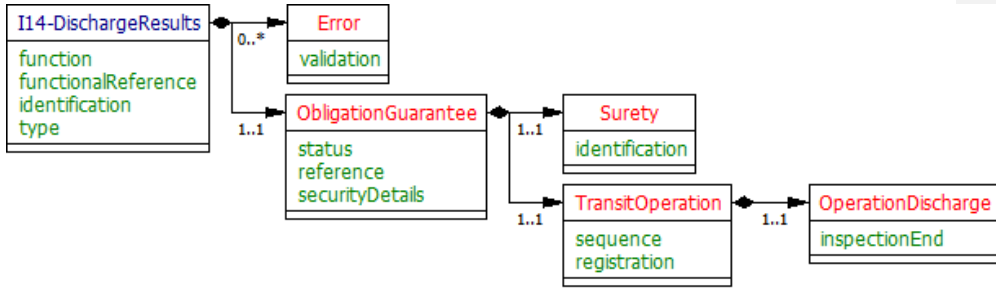 I14-DischargeResults
function
functionalReference
identification
type
0..*
Error
validation
1..1
ObligationGuarantee
status
reference
securityDetails
1..1
Surety
identification
1..1
TransitOperation
sequence
registration
1..1
OperationDischarge
inspectionEnd